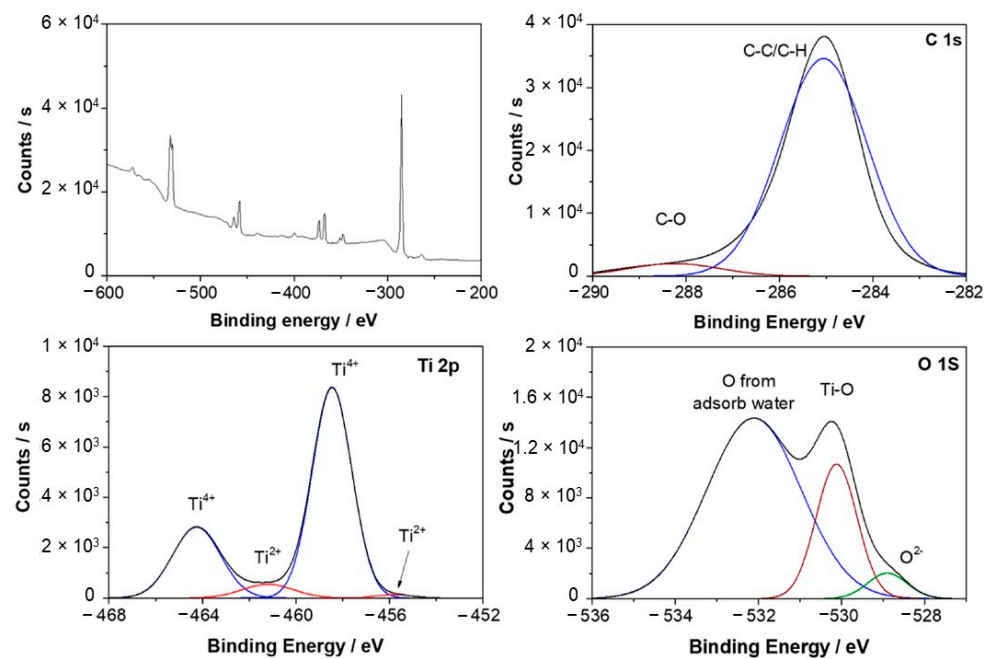 6 × 10⁴
4 × 10⁴
2 × 10⁴
0
Counts / s
−600
−500
−400
−300
−200
Binding energy / eV
4 × 10⁴
3 × 10⁴
2 × 10⁴
1 × 10⁴
0
Counts / s
C-C/C-H
C 1s
C-O
−290
−288
−286
−284
−282
Binding Energy / eV
1 × 10⁴
8 × 10³
6 × 10³
4 × 10³
2 × 10³
0
Counts / s
Ti 2p
Ti⁴⁺
Ti⁴⁺
Ti²⁺
Ti²⁺
−468
−464
−460
−456
−452
Binding Energy / eV
2 × 10⁴
1.6 × 10⁴
1.2 × 10⁴
8 × 10³
4 × 10³
0
Counts / s
O 1S
O from
adsorb water
Ti-O
O²⁻
−536
−534
−532
−530
−528
Binding Energy / eV